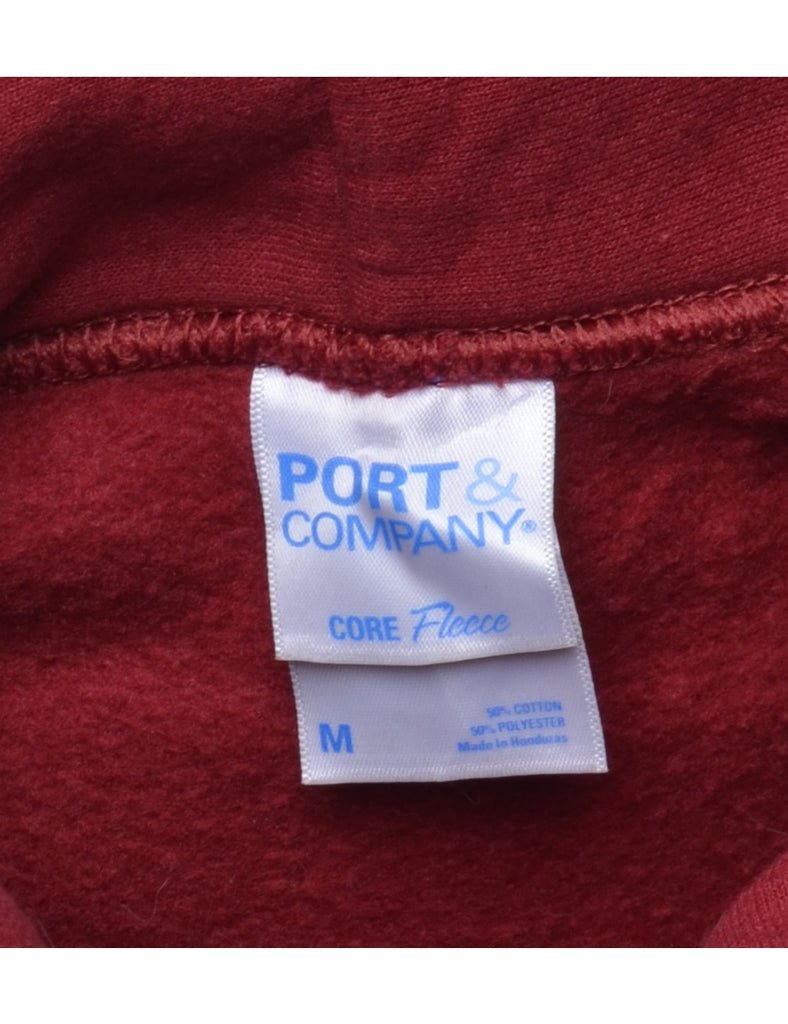 PORT &
COMPANY®
CORE Fleece
M
50% COTTON
50% POLYESTER
Made In Honduras